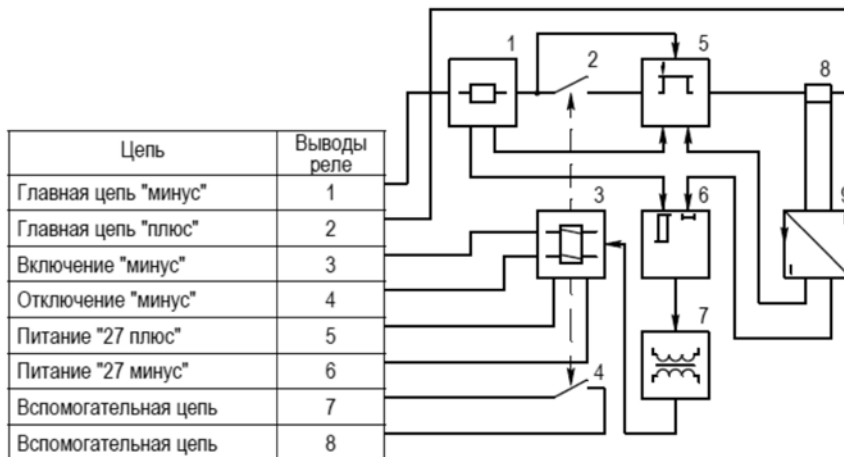 1
2
5
8
Цепь Выводы реле
Главная цепь "минус" 1
Главная цепь "плюс" 2
Включение "минус" 3
Отключение "минус" 4
Питание "27 плюс" 5
Питание "27 минус" 6
Вспомогательная цепь 7
Вспомогательная цепь 8
3
6
9
7
4